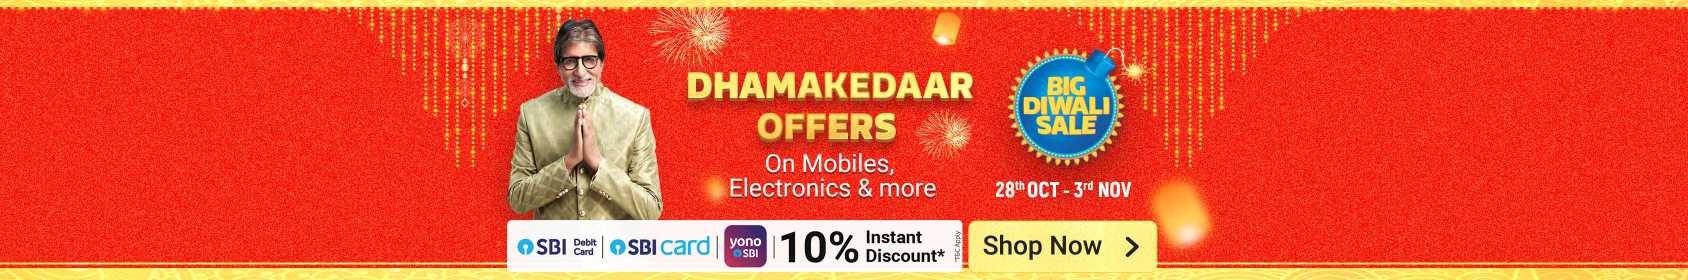 DHAMAKEDAAR
OFFERS
On Mobiles,
Electronics & more
BIG
DIWALI
SALE
28th OCT - 3rd NOV
SBI Debit Card | SBI card | yono SBI | 10% Instant Discount*
*T&C Apply
Shop Now >